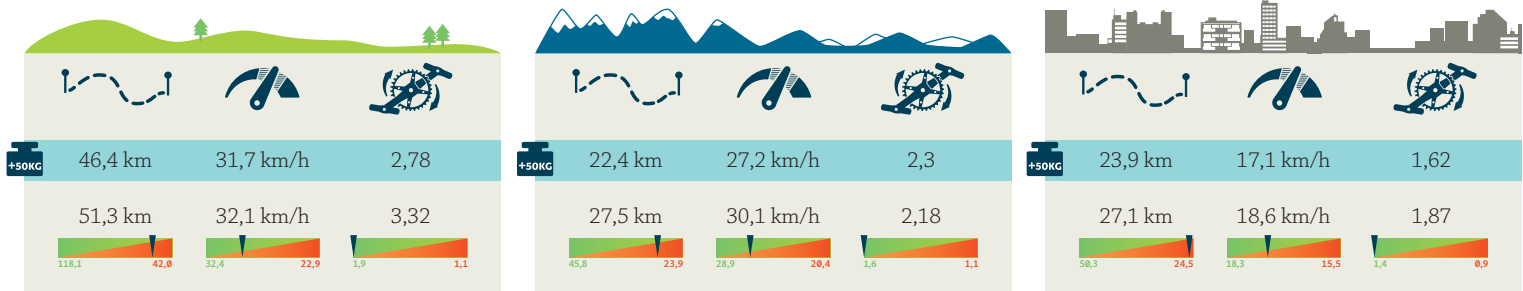 +50KG 46,4 km 31,7 km/h 2,78
51,3 km 32,1 km/h 3,32
118,1 42,0 32,4 22,9 1,9 1,1
+50KG 22,4 km 27,2 km/h 2,3
27,5 km 30,1 km/h 2,18
45,8 23,9 28,9 20,4 1,6 1,1
+50KG 23,9 km 17,1 km/h 1,62
27,1 km 18,6 km/h 1,87
50,3 24,5 18,3 15,5 1,4 0,9